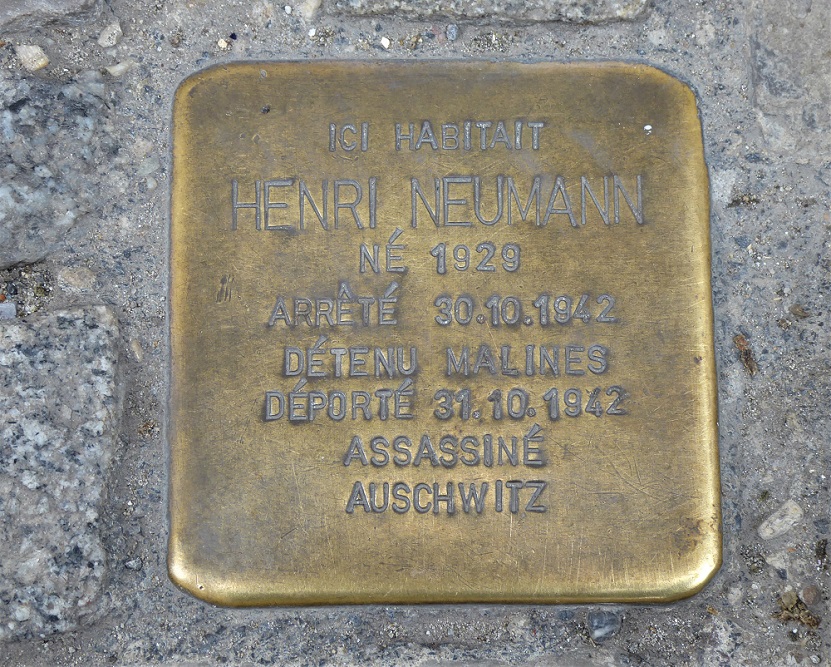 ICI HABITAIT
HENRI NEUMANN
NÉ 1929
ARRÊTÉ 30.10.1942
DÉTENU MALINES
DÉPORTÉ 31.10.1942
ASSASSINÉ
AUSCHWITZ